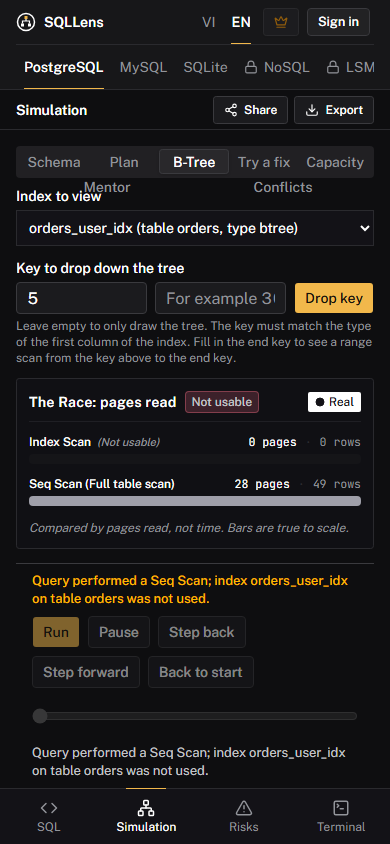 SQLLens VI EN Sign in
PostgreSQL MySQL SQLite NoSQL LSM
Simulation Share Export
Schema Plan B-Tree Try a fix Capacity
Mentor Conflicts
Index to view
orders_user_idx (table orders, type btree)
Key to drop down the tree
5 For example 3 Drop key
Leave empty to only draw the tree. The key must match the type
of the first column of the index. Fill in the end key to see a range
scan from the key above to the end key.
The Race: pages read Not usable Real
Index Scan (Not usable) 0 pages · 0 rows
Seq Scan (Full table scan) 28 pages · 49 rows
Compared by pages read, not time. Bars are true to scale.
Query performed a Seq Scan; index orders_user_idx
on table orders was not used.
Run Pause Step back
Step forward Back to start
Query performed a Seq Scan; index orders_user_idx
on table orders was not used.
SQL Simulation Risks Terminal